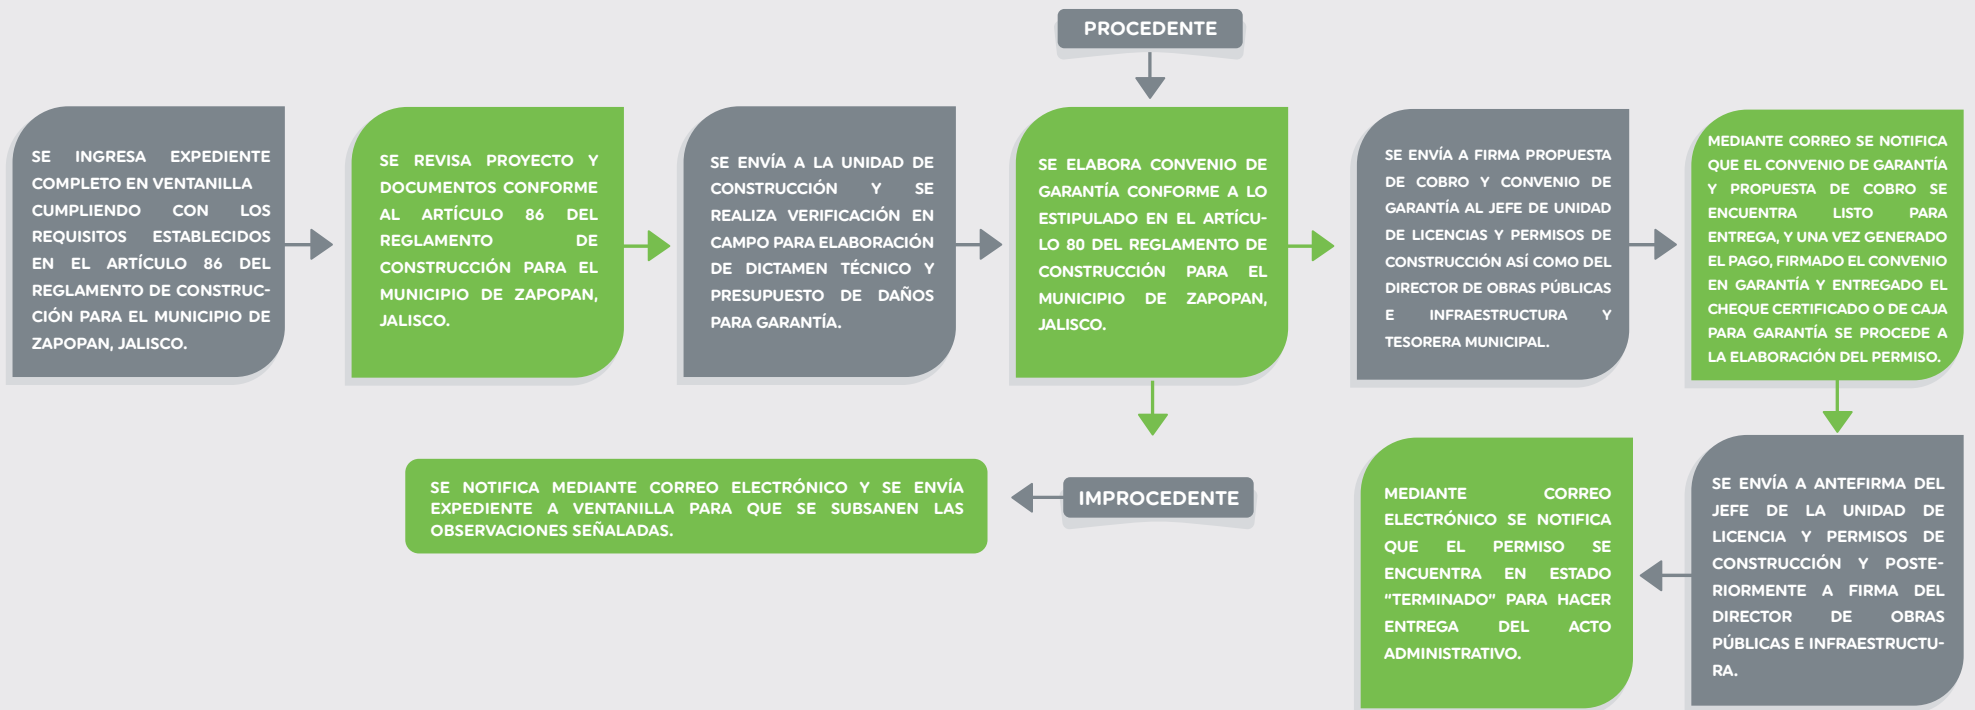 PROCEDENTE
SE INGRESA EXPEDIENTE
COMPLETO EN VENTANILLA
CUMPLIENDO CON LOS
REQUISITOS ESTABLECIDOS
EN EL ARTÍCULO 86 DEL
REGLAMENTO DE CONSTRUC-
CIÓN PARA EL MUNICIPIO DE
ZAPOPAN, JALISCO.
SE REVISA PROYECTO Y
DOCUMENTOS CONFORME
AL ARTÍCULO 86 DEL
REGLAMENTO DE
CONSTRUCCIÓN PARA EL
MUNICIPIO DE ZAPOPAN,
JALISCO.
SE ENVÍA A LA UNIDAD DE
CONSTRUCCIÓN Y SE
REALIZA VERIFICACIÓN EN
CAMPO PARA ELABORACIÓN
DE DICTAMEN TÉCNICO Y
PRESUPUESTO DE DAÑOS
PARA GARANTÍA.
SE ELABORA CONVENIO DE
GARANTÍA CONFORME A LO
ESTIPULADO EN EL ARTÍCU-
LO 80 DEL REGLAMENTO DE
CONSTRUCCIÓN PARA EL
MUNICIPIO DE ZAPOPAN,
JALISCO.
SE ENVÍA A FIRMA PROPUESTA
DE COBRO Y CONVENIO DE
GARANTÍA AL JEFE DE UNIDAD
DE LICENCIAS Y PERMISOS DE
CONSTRUCCIÓN ASÍ COMO DEL
DIRECTOR DE OBRAS PÚBLICAS
E INFRAESTRUCTURA Y
TESORERA MUNICIPAL.
MEDIANTE CORREO SE NOTIFICA
QUE EL CONVENIO DE GARANTÍA
Y PROPUESTA DE COBRO SE
ENCUENTRA LISTO PARA
ENTREGA, Y UNA VEZ GENERADO
EL PAGO, FIRMADO EL CONVENIO
EN GARANTÍA Y ENTREGADO EL
CHEQUE CERTIFICADO O DE CAJA
PARA GARANTÍA SE PROCEDE A
LA ELABORACIÓN DEL PERMISO.
SE NOTIFICA MEDIANTE CORREO ELECTRÓNICO Y SE ENVÍA
EXPEDIENTE A VENTANILLA PARA QUE SE SUBSANEN LAS
OBSERVACIONES SEÑALADAS.
IMPROCEDENTE
MEDIANTE CORREO
ELECTRÓNICO SE NOTIFICA
QUE EL PERMISO SE
ENCUENTRA EN ESTADO
“TERMINADO” PARA HACER
ENTREGA DEL ACTO
ADMINISTRATIVO.
SE ENVÍA A ANTEFIRMA DEL
JEFE DE LA UNIDAD DE
LICENCIA Y PERMISOS DE
CONSTRUCCIÓN Y POSTE-
RIORMENTE A FIRMA DEL
DIRECTOR DE OBRAS
PÚBLICAS E INFRAESTRUCTU-
RA.